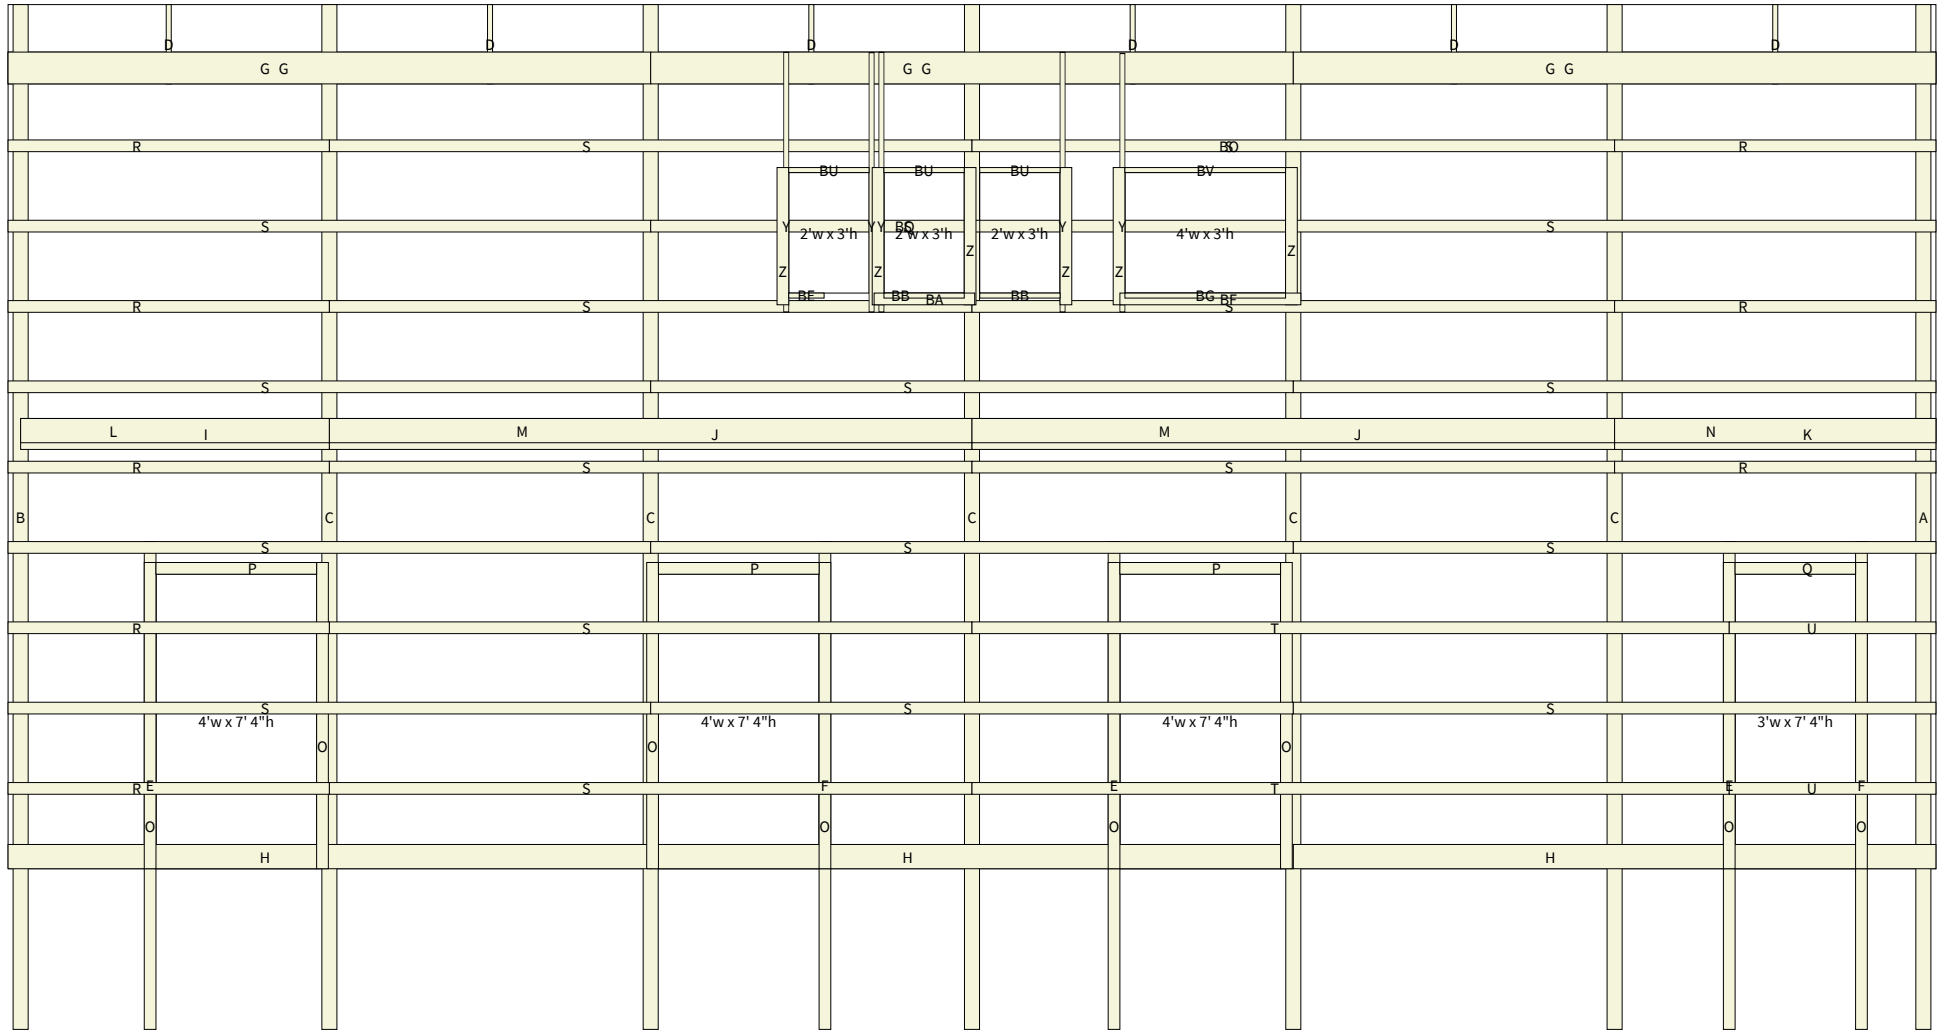 D D D D D D
G G G G G G
R S S R
BU BU BU BV
S Y Y Y Y Y S
2'w x 3'h 2'w x 3'h 2'w x 3'h 4'w x 3'h
Z Z
Z Z Z Z
BE BB BA BB BG BF
R S S R
S S S
L I M J M J N K
R S S R
B C C C C C A
S S S
P P P Q
R S T U
S S S
4'w x 7' 4"h 4'w x 7' 4"h 4'w x 7' 4"h 3'w x 7' 4"h
O O O
R E S F E T E U F
O O O O O
H H H